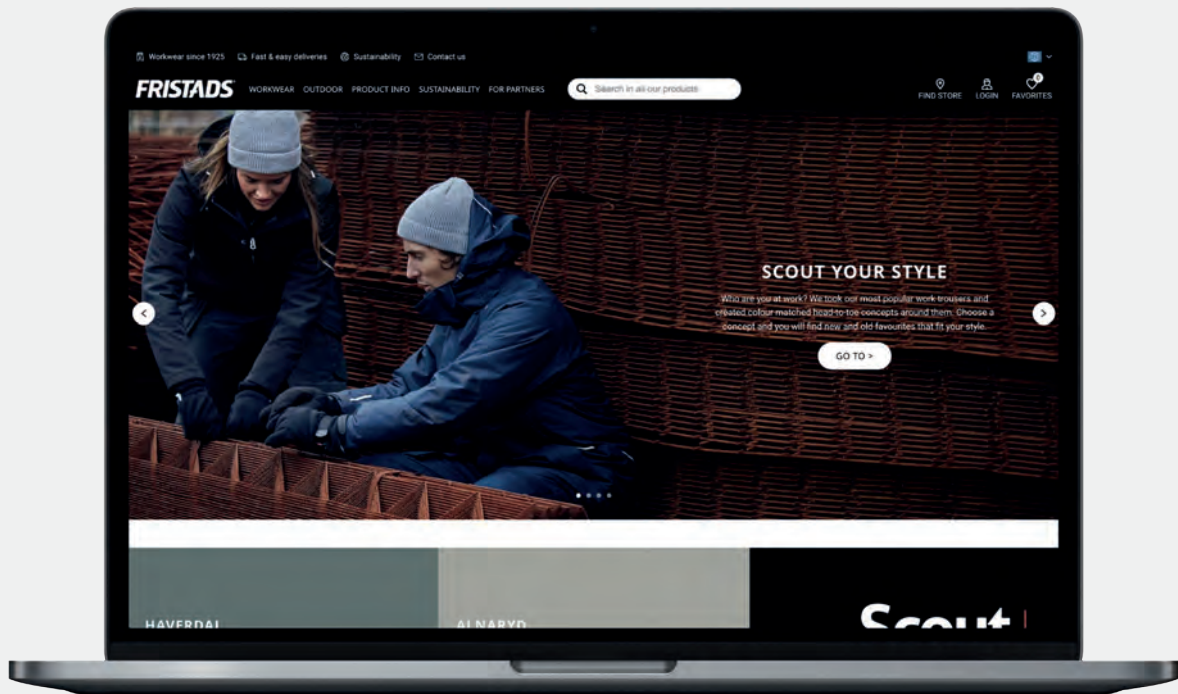 Workwear since 1925 Fast & easy deliveries Sustainability Contact us
FRISTADS WORKWEAR OUTDOOR PRODUCT INFO SUSTAINABILITY FOR PARTNERS Search in all our products FIND STORE LOGIN 0 FAVORITES
SCOUT YOUR STYLE
Who are you at work? We took our most popular work trousers and
created colour matched head-to-toe concepts around them. Choose a
concept and you will find new and old favourites that fit your style.
GO TO >
HAVERDAL ALNARYD Scout